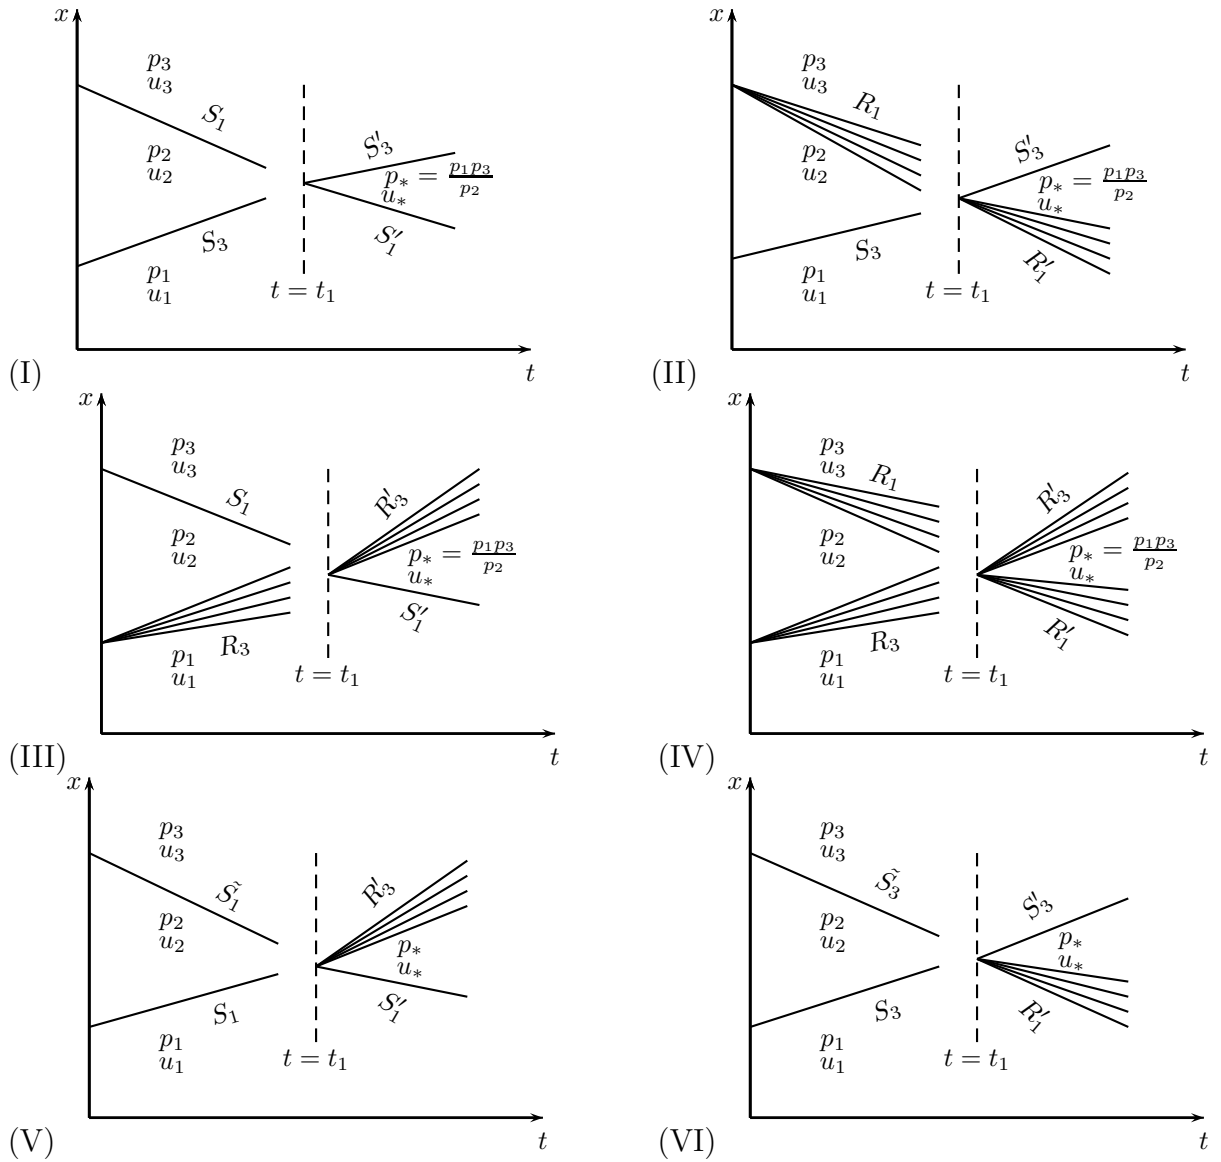 x
p₃
u₃
S₁
p₂
u₂
S₃
p₁
u₁
S′₃
p∗ = p₁p₃/p₂
u∗
S′₁
t = t₁
t
(I)
x
p₃
u₃
R₁
p₂
u₂
S₃
p₁
u₁
S′₃
p∗ = p₁p₃/p₂
u∗
R′₁
t = t₁
t
(II)
x
p₃
u₃
S₁
p₂
u₂
R₃
p₁
u₁
R′₃
p∗ = p₁p₃/p₂
u∗
S′₁
t = t₁
t
(III)
x
p₃
u₃
R₁
p₂
u₂
R₃
p₁
u₁
R′₃
p∗ = p₁p₃/p₂
u∗
R′₁
t = t₁
t
(IV)
x
p₃
u₃
S̃₁
p₂
u₂
S₁
p₁
u₁
R′₃
p∗
u∗
S′₁
t = t₁
t
(V)
x
p₃
u₃
S̃₃
p₂
u₂
S₃
p₁
u₁
S′₃
p∗
u∗
R′₁
t = t₁
t
(VI)